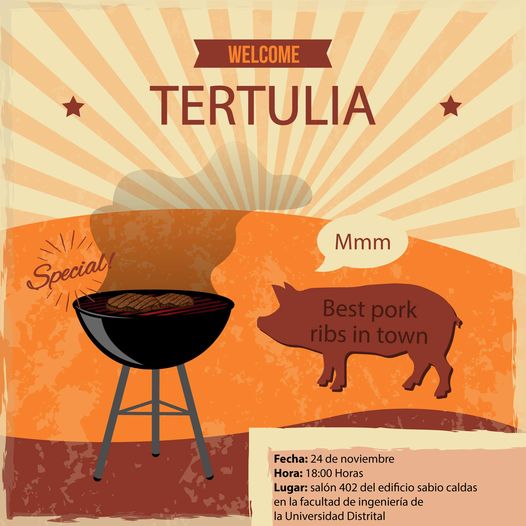 WELCOME
TERTULIA
Special!
Mmm
Best pork
ribs in town
Fecha: 24 de noviembre
Hora: 18:00 Horas
Lugar: salón 402 del edificio sabio caldas
en la facultad de ingeniería de
la Universidad Distrital